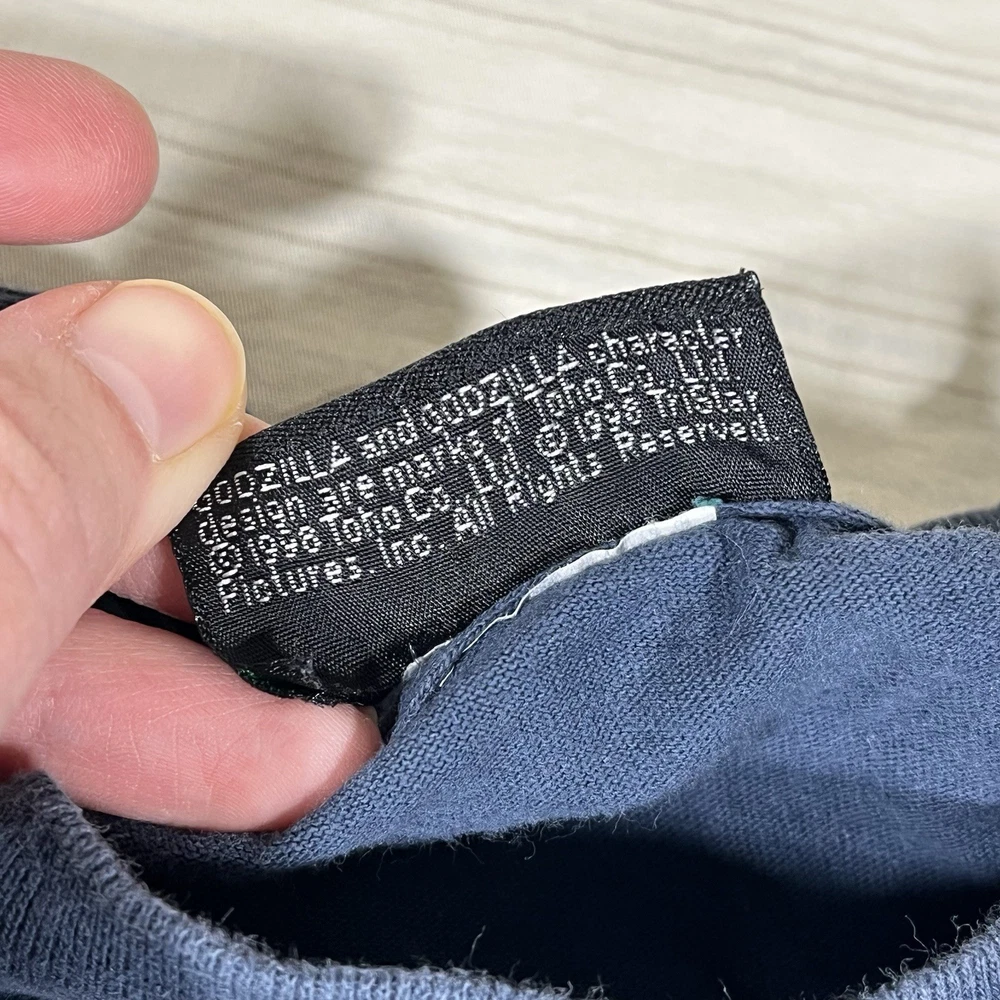 GODZILLA and GODZILLA character
design are marks of Toho Co., Ltd.
© 1998 Toho Co., Ltd. © 1998 TriStar
Pictures, Inc. All Rights Reserved.